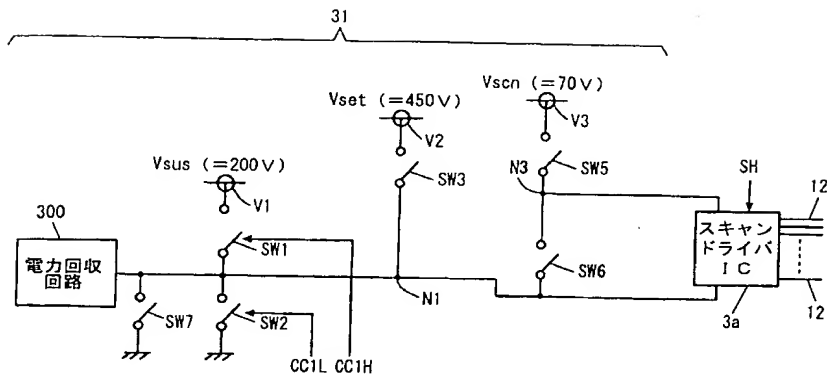 31
Vscn (=70V)
Vset (=450V)
V3
V2
Vsus (=200V)
SW5
N3
SH
SW3
V1
12
300
スキャン
ドライバ
IC
SW1
電力回収
回路
SW6
N1
12
3a
SW7
SW2
CC1L
CC1H